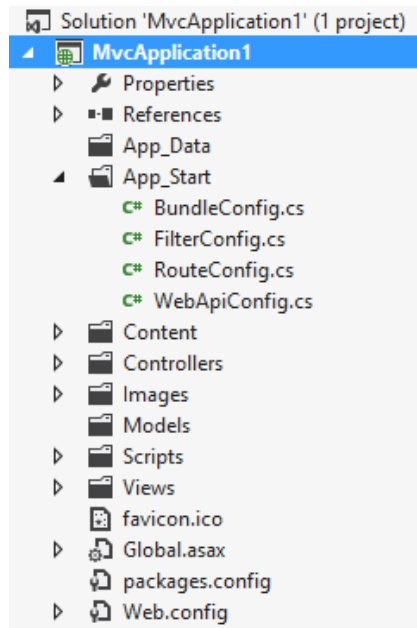 Solution 'MvcApplication1' (1 project)
MvcApplication1
Properties
References
App_Data
App_Start
C# BundleConfig.cs
C# FilterConfig.cs
C# RouteConfig.cs
C# WebApiConfig.cs
Content
Controllers
Images
Models
Scripts
Views
favicon.ico
Global.asax
packages.config
Web.config